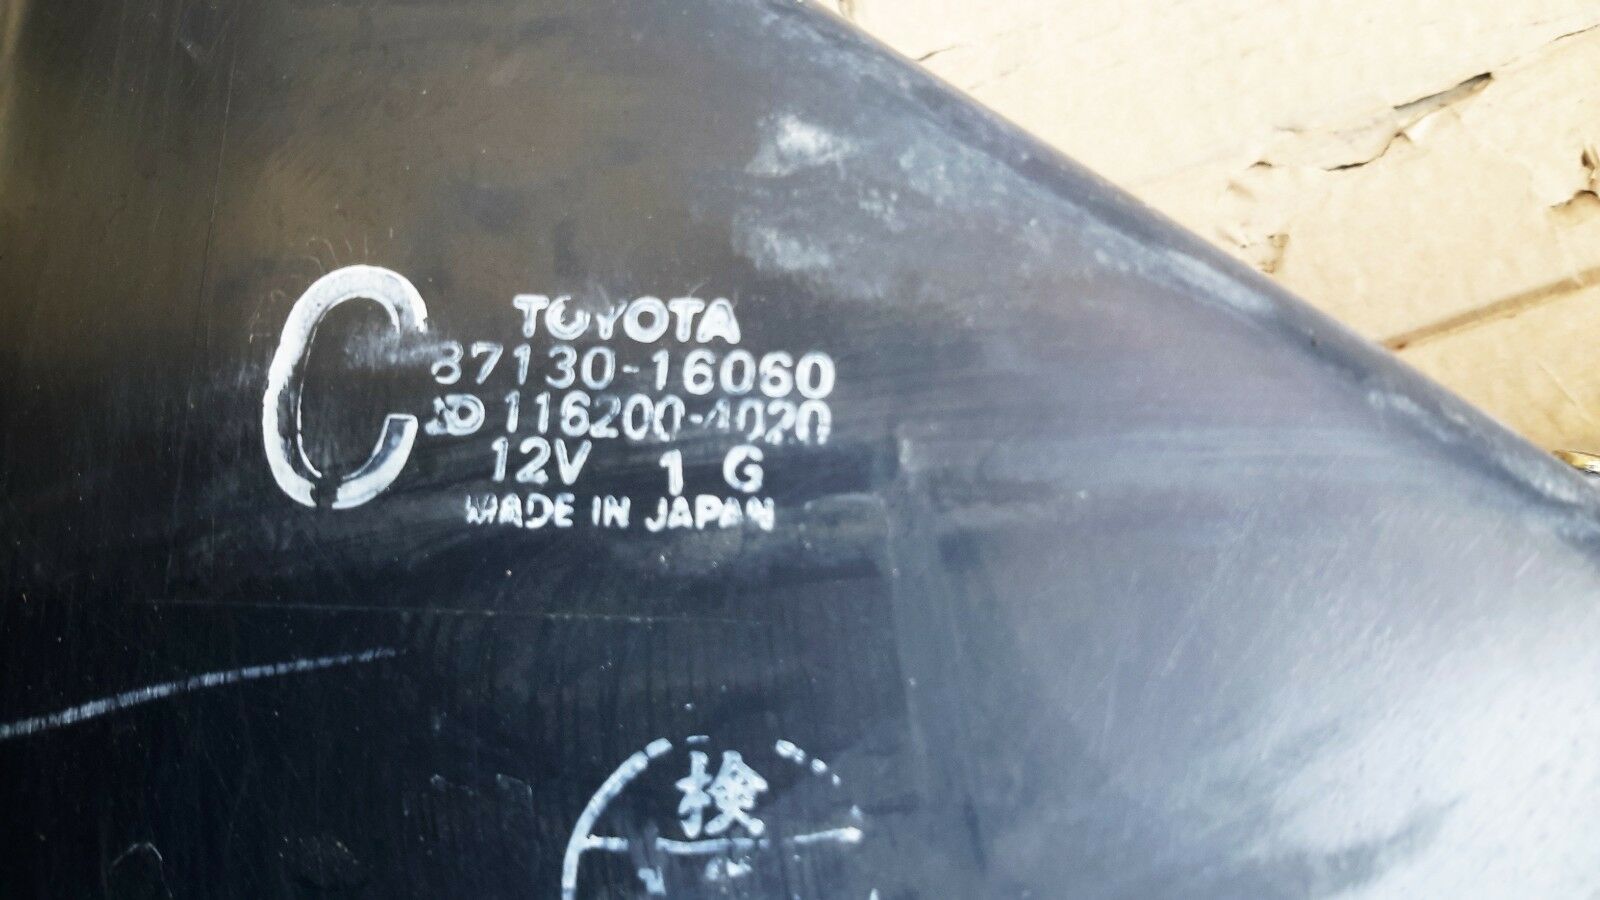 C
TOYOTA
87130-16060
116200-4020
12V 1 G
MADE IN JAPAN
検